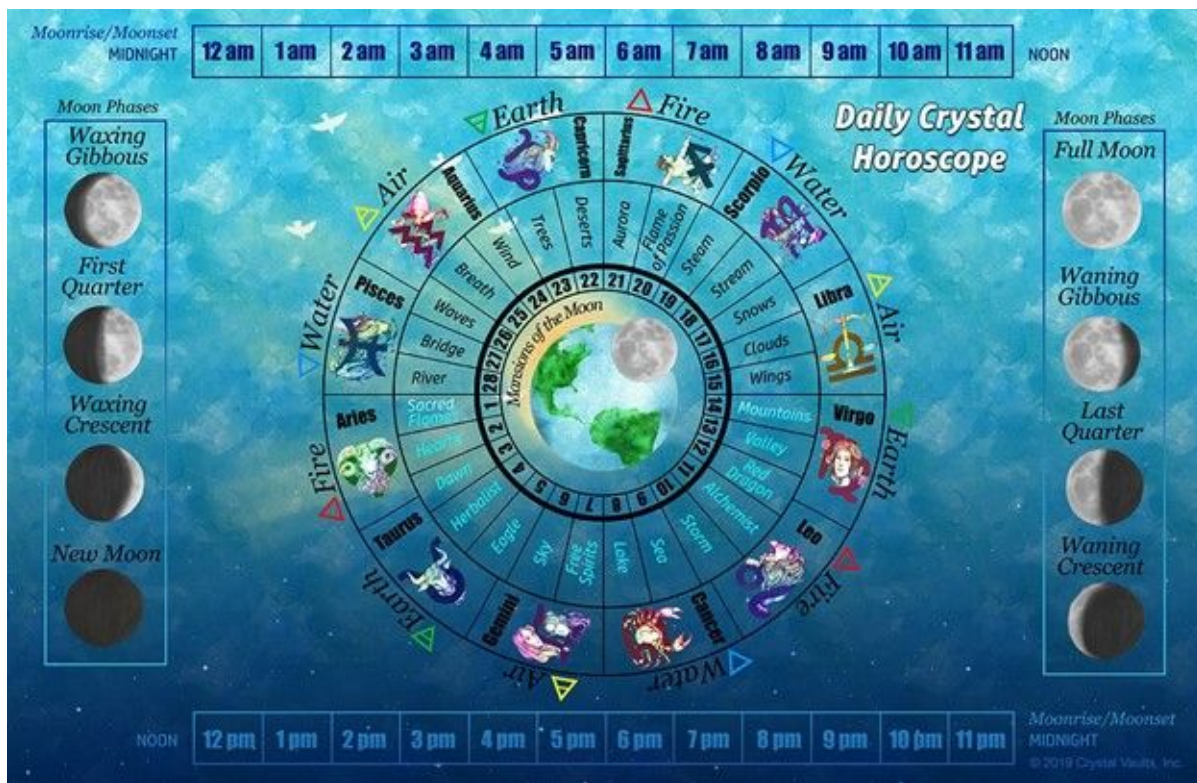 Moonrise/Moonset
MIDNIGHT
12 am 1 am 2 am 3 am 4 am 5 am 6 am 7 am 8 am 9 am 10 am 11 am
NOON
Daily Crystal
Horoscope
Moon Phases
Waxing
Gibbous
First
Quarter
Waxing
Crescent
New Moon
Moon Phases
Full Moon
Waning
Gibbous
Last
Quarter
Waning
Crescent
Earth
Fire
Water
Air
Earth
Fire
Water
Air
Earth
Fire
Water
Air
Capricorn
Sagittarius
Scorpio
Libra
Virgo
Leo
Cancer
Gemini
Taurus
Aries
Pisces
Aquarius
Deserts
Aurora
Flame
of Passion
Steam
Stream
Snows
Clouds
Wings
Mountains
Valley
Red
Dragon
Alchemist
Storm
Sea
Lake
Free
Spirits
Sky
Eagle
Herbalist
Dawn
Hearts
Sacred
Flame
River
Bridge
Waves
Breath
Wind
Trees
1 2 3 4 5 6 7 8 9 10 11 12 13 14 15 16 17 18 19 20 21 22 23 24 25 26 27 28
Mansions of the Moon
NOON
12 pm 1 pm 2 pm 3 pm 4 pm 5 pm 6 pm 7 pm 8 pm 9 pm 10 pm 11 pm
Moonrise/Moonset
MIDNIGHT
© 2019 Crystal Vaults, Inc.